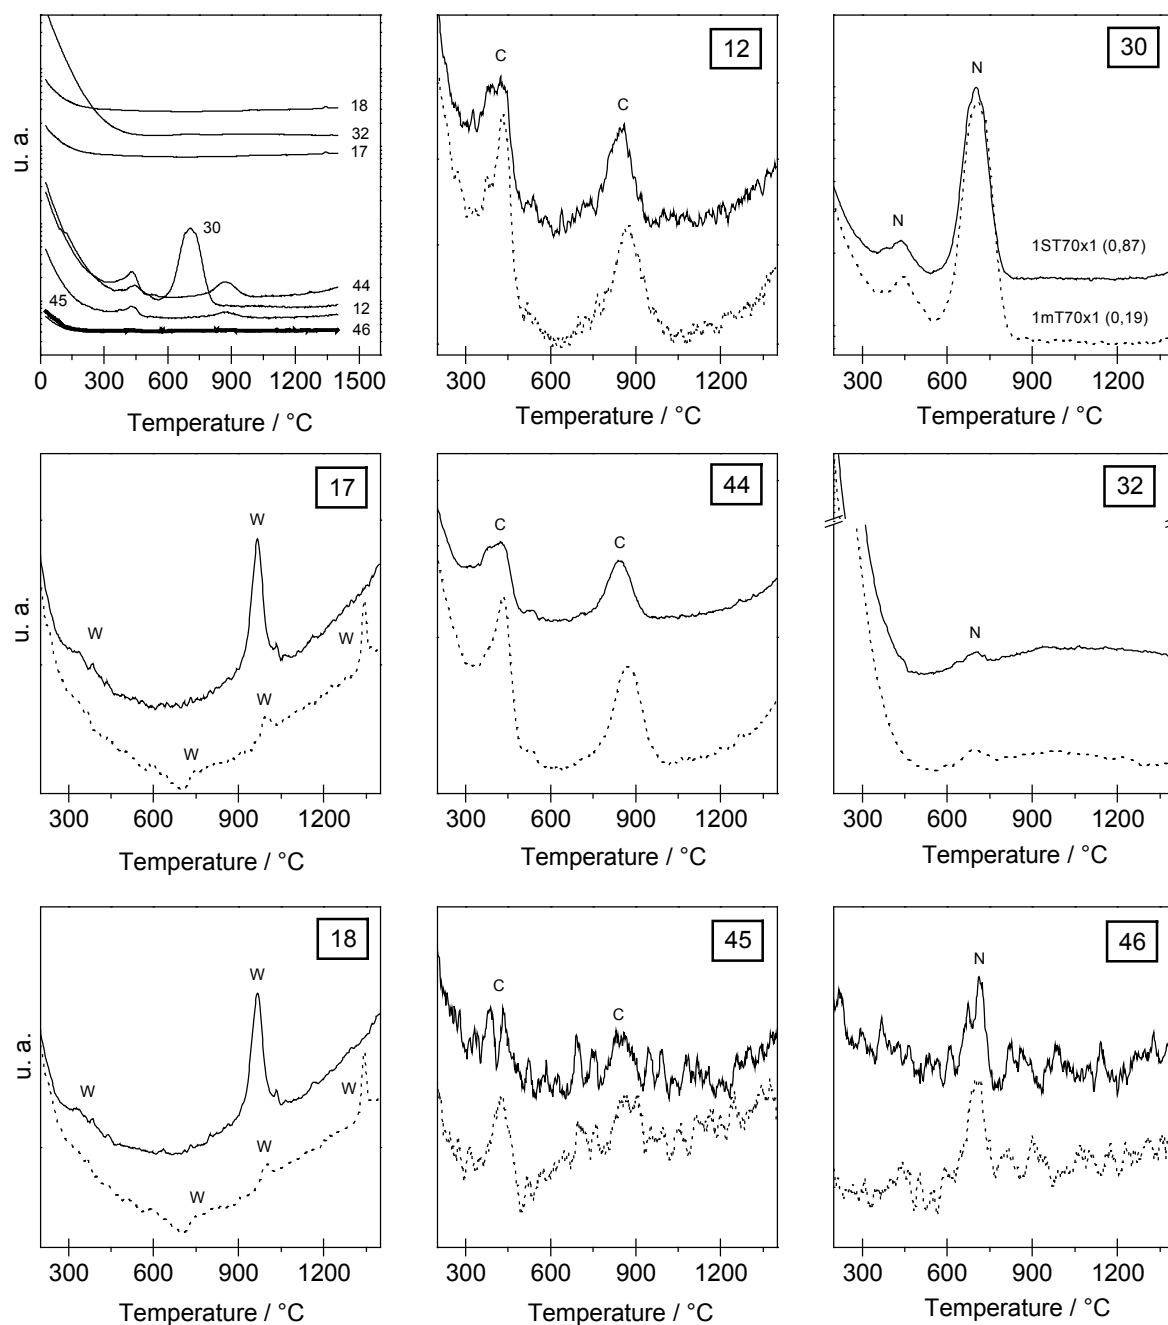 u. a.
18
32
17
30
44
12
46
45
0 300 600 900 1200 1500
Temperature / °C
12
C
C
300 600 900 1200
Temperature / °C
30
N
N
1ST70x1 (0,87)
1mT70x1 (0,19)
300 600 900 1200
Temperature / °C
u. a.
17
W
W
W
W
W
300 600 900 1200
Temperature / °C
44
C
C
300 600 900 1200
Temperature / °C
32
N
300 600 900 1200
Temperature / °C
u. a.
18
W
W
W
W
W
300 600 900 1200
Temperature / °C
45
C
C
300 600 900 1200
Temperature / °C
46
N
300 600 900 1200
Temperature / °C